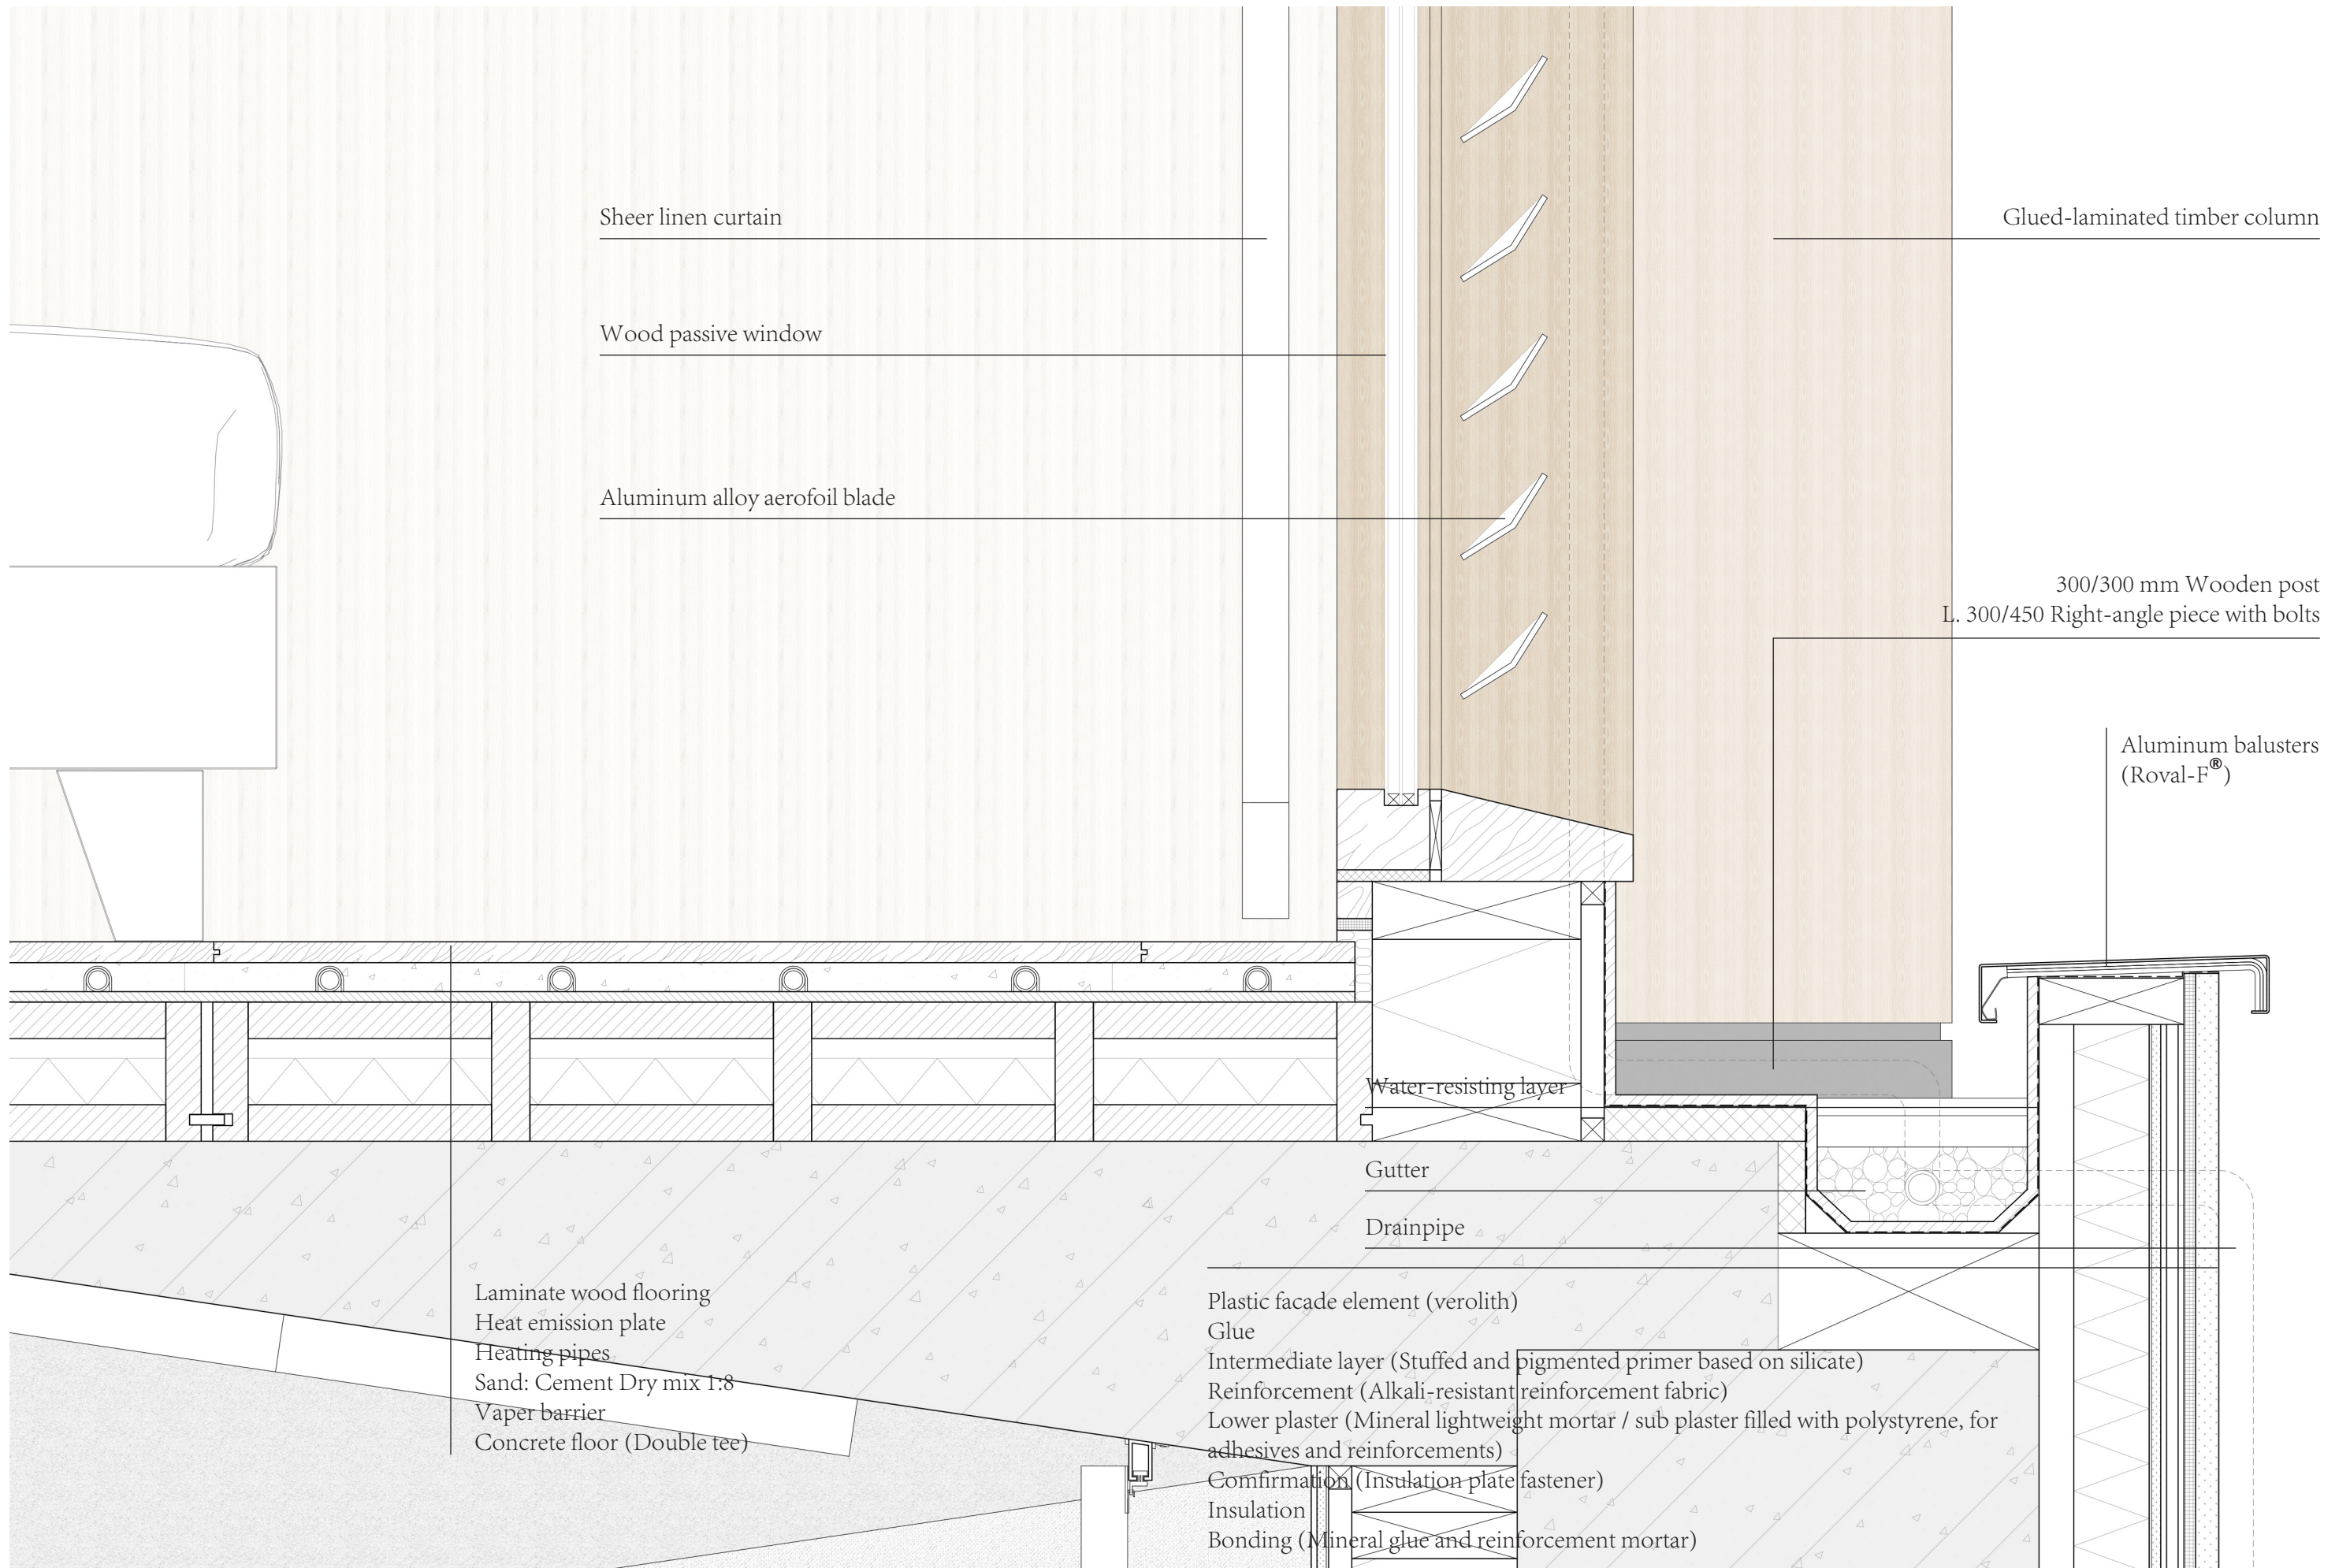 Sheer linen curtain
Glued-laminated timber column
Wood passive window
Aluminum alloy aerofoil blade
300/300 mm Wooden post
L. 300/450 Right-angle piece with bolts
Aluminum balusters
(Roval-F®)
Water-resisting layer
Gutter
Drainpipe
Laminate wood flooring
Heat emission plate
Heating pipes
Sand: Cement Dry mix 1:8
Vaper barrier
Concrete floor (Double tee)
Plastic facade element (verolith)
Glue
Intermediate layer (Stuffed and pigmented primer based on silicate)
Reinforcement (Alkali-resistant reinforcement fabric)
Lower plaster (Mineral lightweight mortar / sub plaster filled with polystyrene, for
adhesives and reinforcements)
Comfirmation (Insulation plate fastener)
Insulation
Bonding (Mineral glue and reinforcement mortar)